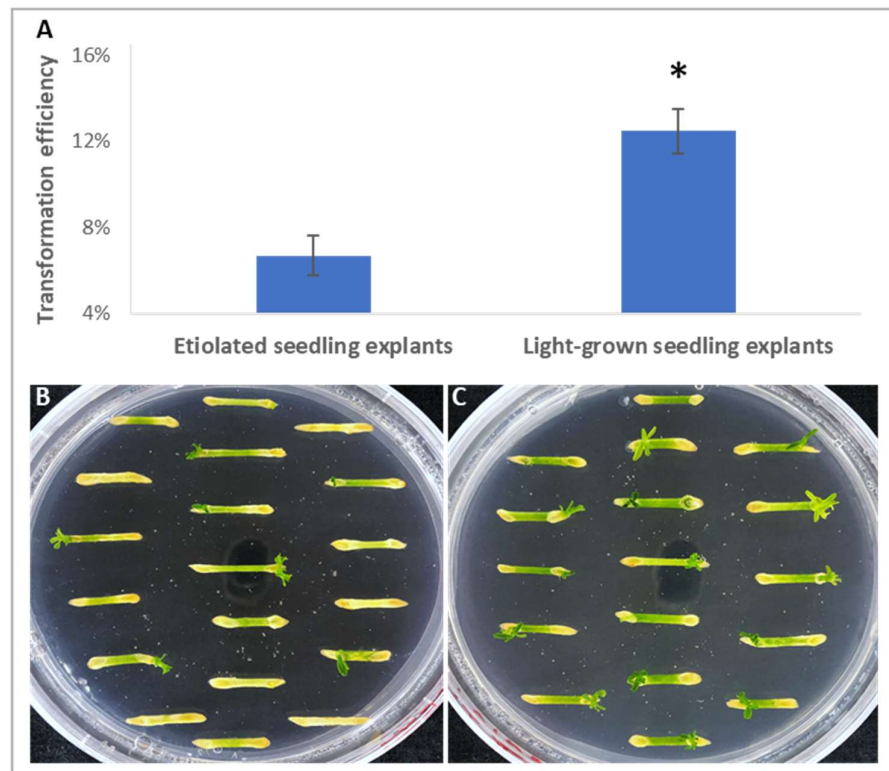 A
Transformation efficiency
16%
12%
8%
4%
*
Etiolated seedling explants
Light-grown seedling explants
B
C